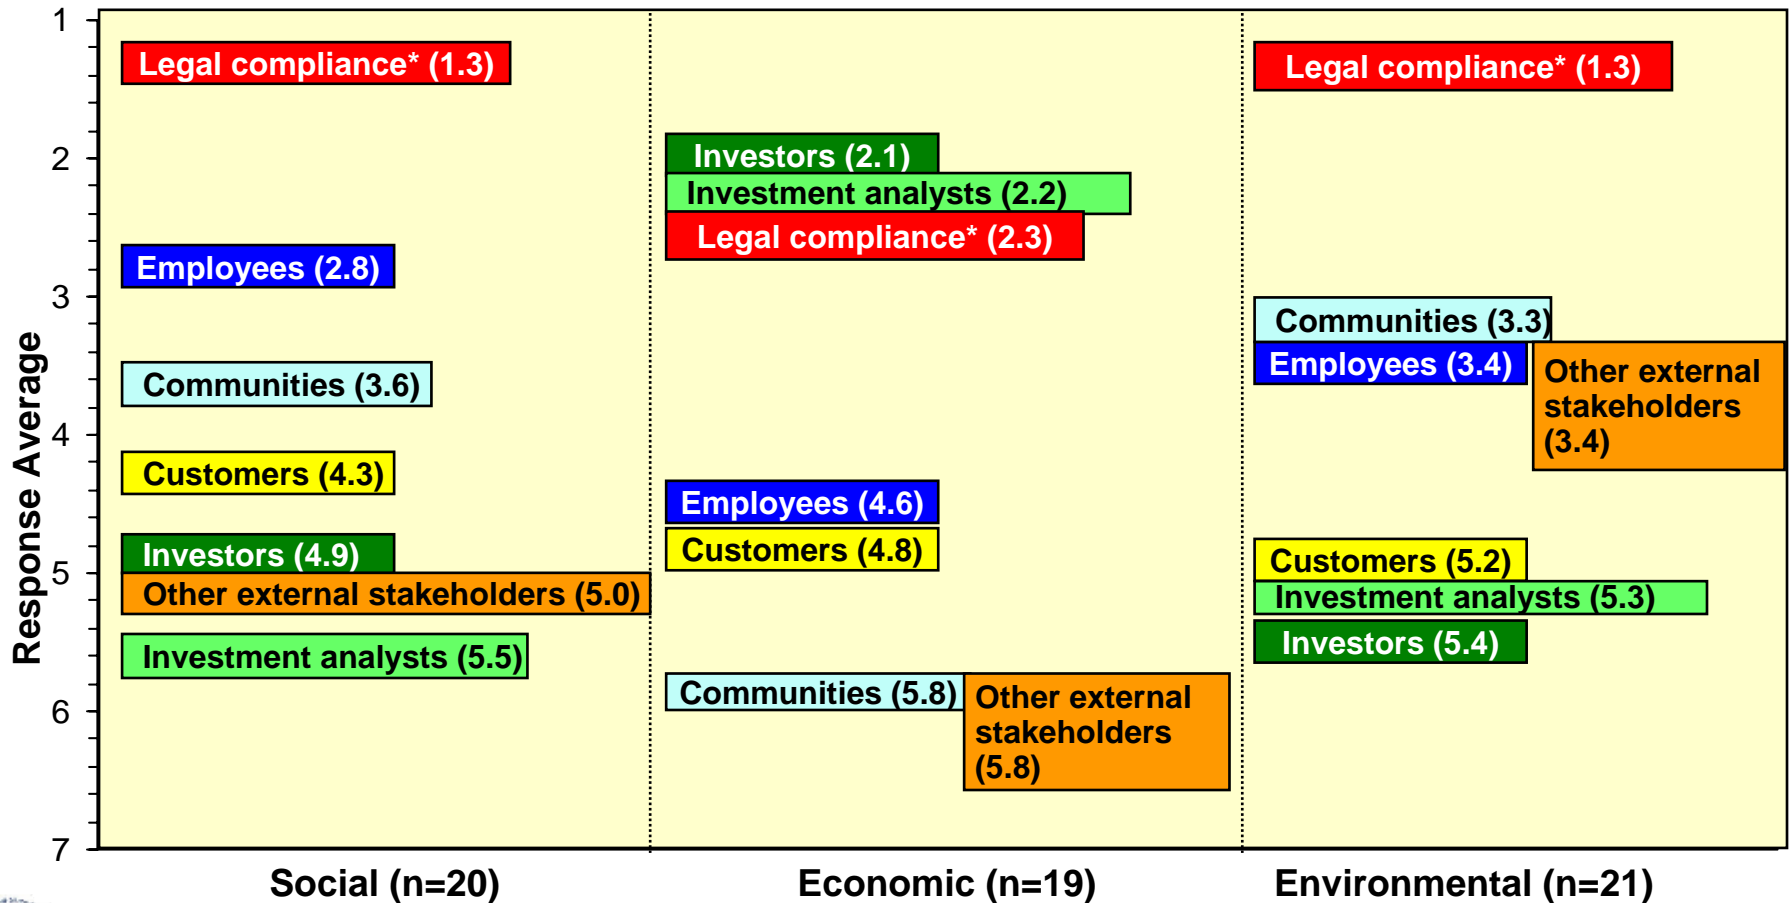 Response Average
1
2
3
4
5
6
7
Legal compliance* (1.3)
Employees (2.8)
Communities (3.6)
Customers (4.3)
Investors (4.9)
Other external stakeholders (5.0)
Investment analysts (5.5)
Investors (2.1)
Investment analysts (2.2)
Legal compliance* (2.3)
Employees (4.6)
Customers (4.8)
Communities (5.8)
Other external
stakeholders
(5.8)
Legal compliance* (1.3)
Communities (3.3)
Employees (3.4)
Other external
stakeholders
(3.4)
Customers (5.2)
Investment analysts (5.3)
Investors (5.4)
Social (n=20)
Economic (n=19)
Environmental (n=21)